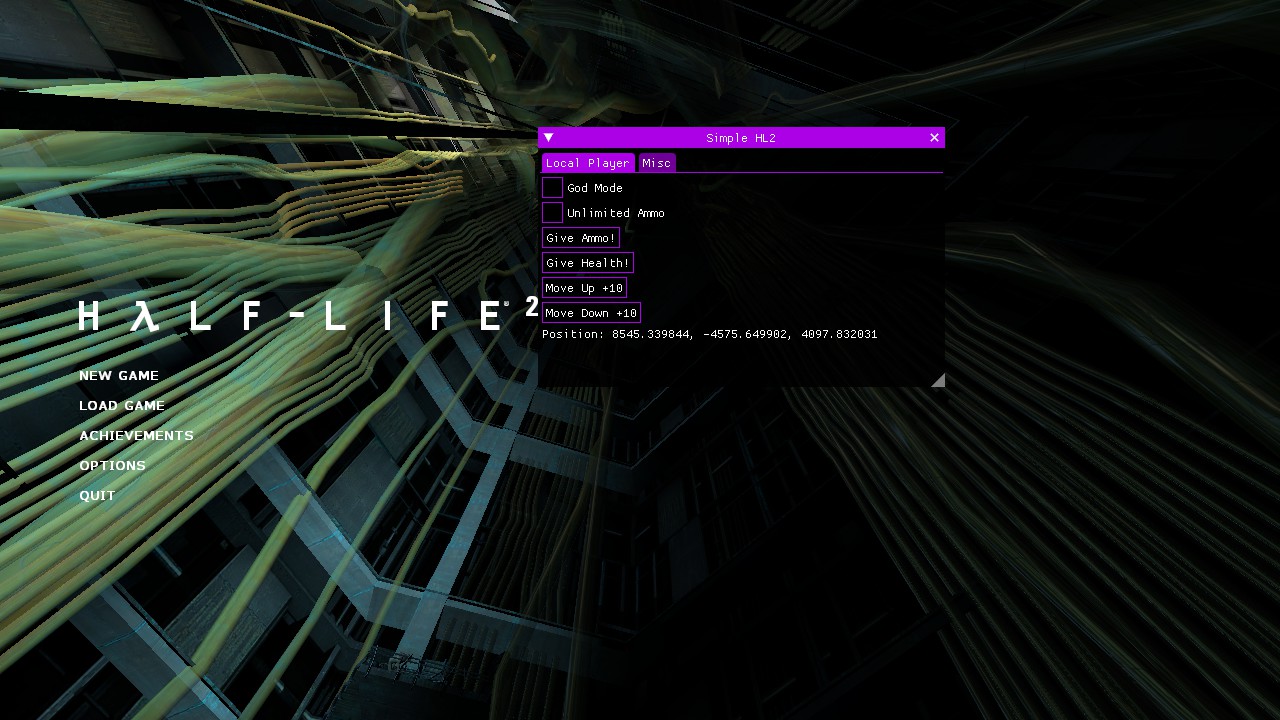 Simple HL2
Local Player Misc
God Mode
Unlimited Ammo
Give Ammo!
Give Health!
Move Up +10
Move Down +10
Position: 8545.339844, -4575.649902, 4097.832031
HλLF-LIFE® 2
NEW GAME
LOAD GAME
ACHIEVEMENTS
OPTIONS
QUIT